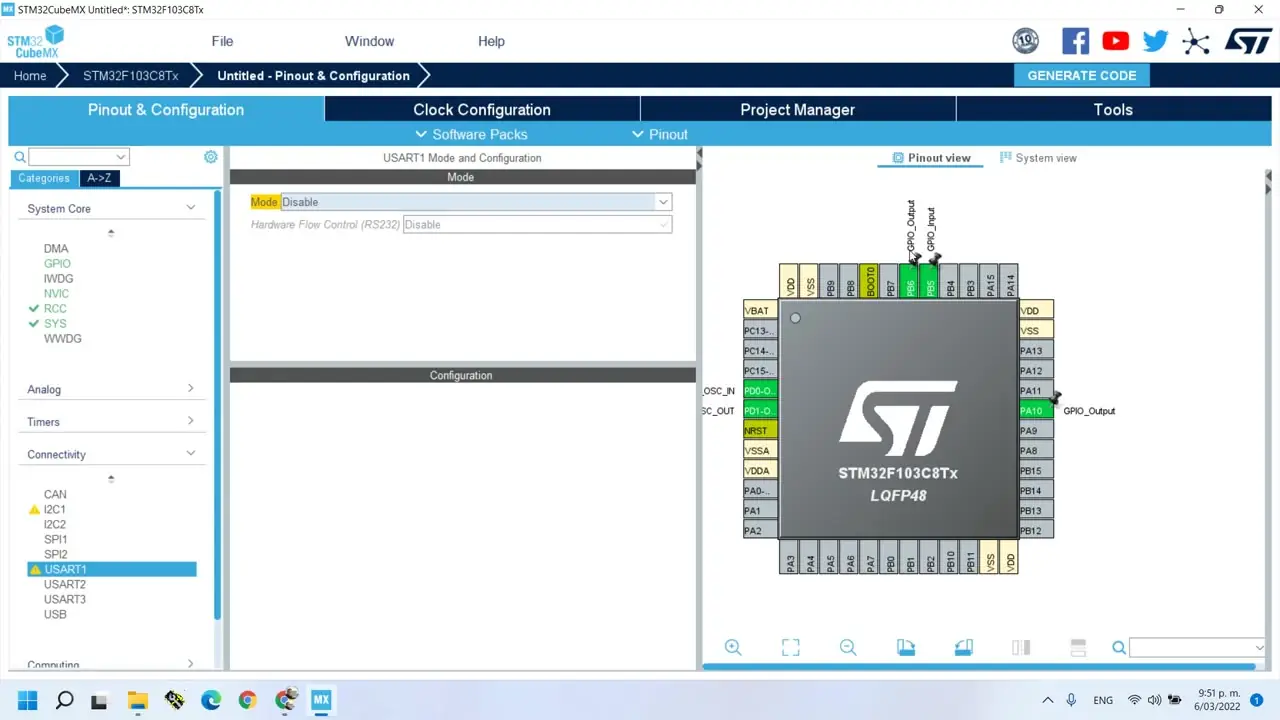 STM32CubeMX Untitled*: STM32F103C8Tx
STM32 CubeMX
File
Window
Help
10
Home
STM32F103C8Tx
Untitled - Pinout & Configuration
GENERATE CODE
Pinout & Configuration
Clock Configuration
Project Manager
Tools
Software Packs
Pinout
Categories
A->Z
System Core
DMA
GPIO
IWDG
NVIC
RCC
SYS
WWDG
Analog
Timers
Connectivity
CAN
I2C1
I2C2
SPI1
SPI2
USART1
USART2
USART3
USB
Computing
USART1 Mode and Configuration
Mode
Mode Disable
Hardware Flow Control (RS232) Disable
Configuration
Pinout view
System view
GPIO_Output
GPIO_Input
VDD
VSS
PB9
PB8
BOOT0
PB7
PB6
PB5
PB4
PB3
PA15
PA14
VBAT
PC13-..
PC14-..
PC15-..
_OSC_IN
PD0-O..
SC_OUT
PD1-O..
NRST
VSSA
VDDA
PA0-..
PA1
PA2
ST
STM32F103C8Tx
LQFP48
VDD
VSS
PA13
PA12
PA11
PA10
GPIO_Output
PA9
PA8
PB15
PB14
PB13
PB12
PA3
PA4
PA5
PA6
PA7
PB0
PB1
PB2
PB10
PB11
VSS
VDD
MX
ENG
9:51 p. m.
6/03/2022
1